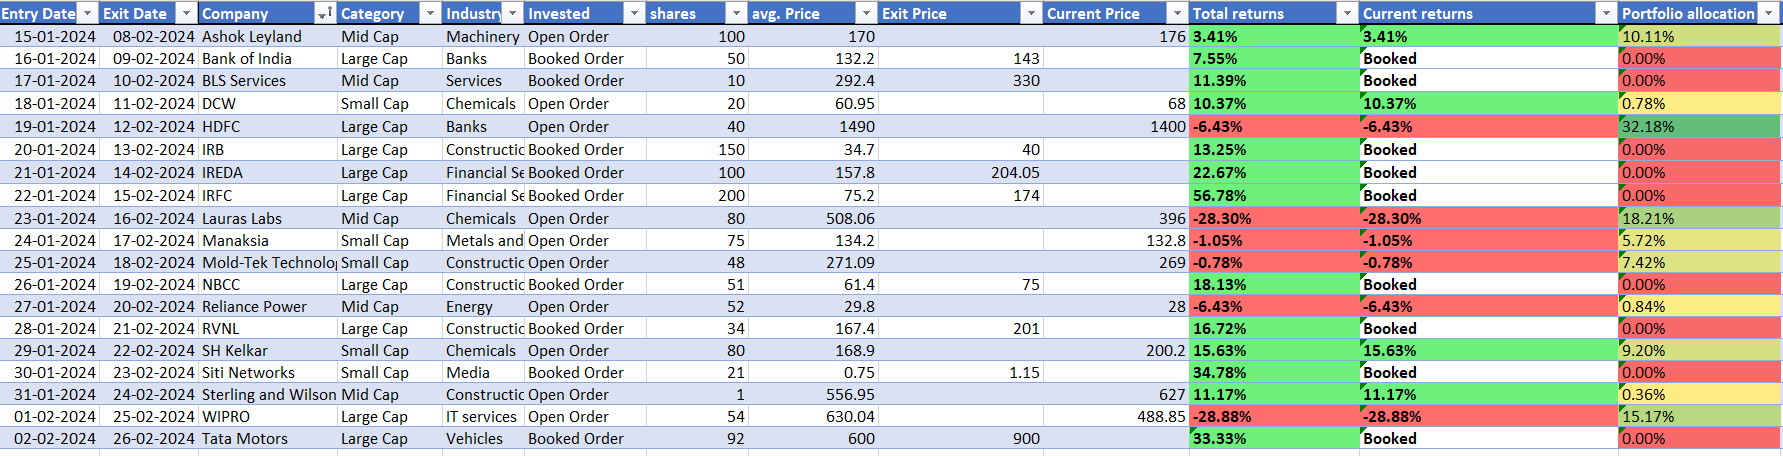 Entry Date Exit Date Company Category Industry Invested shares avg. Price Exit Price Current Price Total returns Current returns Portfolio allocation
15-01-2024 08-02-2024 Ashok Leyland Mid Cap Machinery Open Order 100 170 176 3.41% 3.41% 10.11%
16-01-2024 09-02-2024 Bank of India Large Cap Banks Booked Order 50 132.2 143 7.55% Booked 0.00%
17-01-2024 10-02-2024 BLS Services Mid Cap Services Booked Order 10 292.4 330 11.39% Booked 0.00%
18-01-2024 11-02-2024 DCW Small Cap Chemicals Open Order 20 60.95 68 10.37% 10.37% 0.78%
19-01-2024 12-02-2024 HDFC Large Cap Banks Open Order 40 1490 1400 -6.43% -6.43% 32.18%
20-01-2024 13-02-2024 IRB Large Cap Constructic Booked Order 150 34.7 40 13.25% Booked 0.00%
21-01-2024 14-02-2024 IREDA Large Cap Financial Se Booked Order 100 157.8 204.05 22.67% Booked 0.00%
22-01-2024 15-02-2024 IRFC Large Cap Financial Se Booked Order 200 75.2 174 56.78% Booked 0.00%
23-01-2024 16-02-2024 Lauras Labs Mid Cap Chemicals Open Order 80 508.06 396 -28.30% -28.30% 18.21%
24-01-2024 17-02-2024 Manaksia Small Cap Metals and Open Order 75 134.2 132.8 -1.05% -1.05% 5.72%
25-01-2024 18-02-2024 Mold-Tek Technolog Small Cap Constructic Open Order 48 271.09 269 -0.78% -0.78% 7.42%
26-01-2024 19-02-2024 NBCC Large Cap Constructic Booked Order 51 61.4 75 18.13% Booked 0.00%
27-01-2024 20-02-2024 Reliance Power Mid Cap Energy Open Order 52 29.8 28 -6.43% -6.43% 0.84%
28-01-2024 21-02-2024 RVNL Large Cap Constructic Booked Order 34 167.4 201 16.72% Booked 0.00%
29-01-2024 22-02-2024 SH Kelkar Small Cap Chemicals Open Order 80 168.9 200.2 15.63% 15.63% 9.20%
30-01-2024 23-02-2024 Siti Networks Small Cap Media Booked Order 21 0.75 1.15 34.78% Booked 0.00%
31-01-2024 24-02-2024 Sterling and Wilson Mid Cap Constructic Open Order 1 556.95 627 11.17% 11.17% 0.36%
01-02-2024 25-02-2024 WIPRO Large Cap IT services Open Order 54 630.04 488.85 -28.88% -28.88% 15.17%
02-02-2024 26-02-2024 Tata Motors Large Cap Vehicles Booked Order 92 600 900 33.33% Booked 0.00%